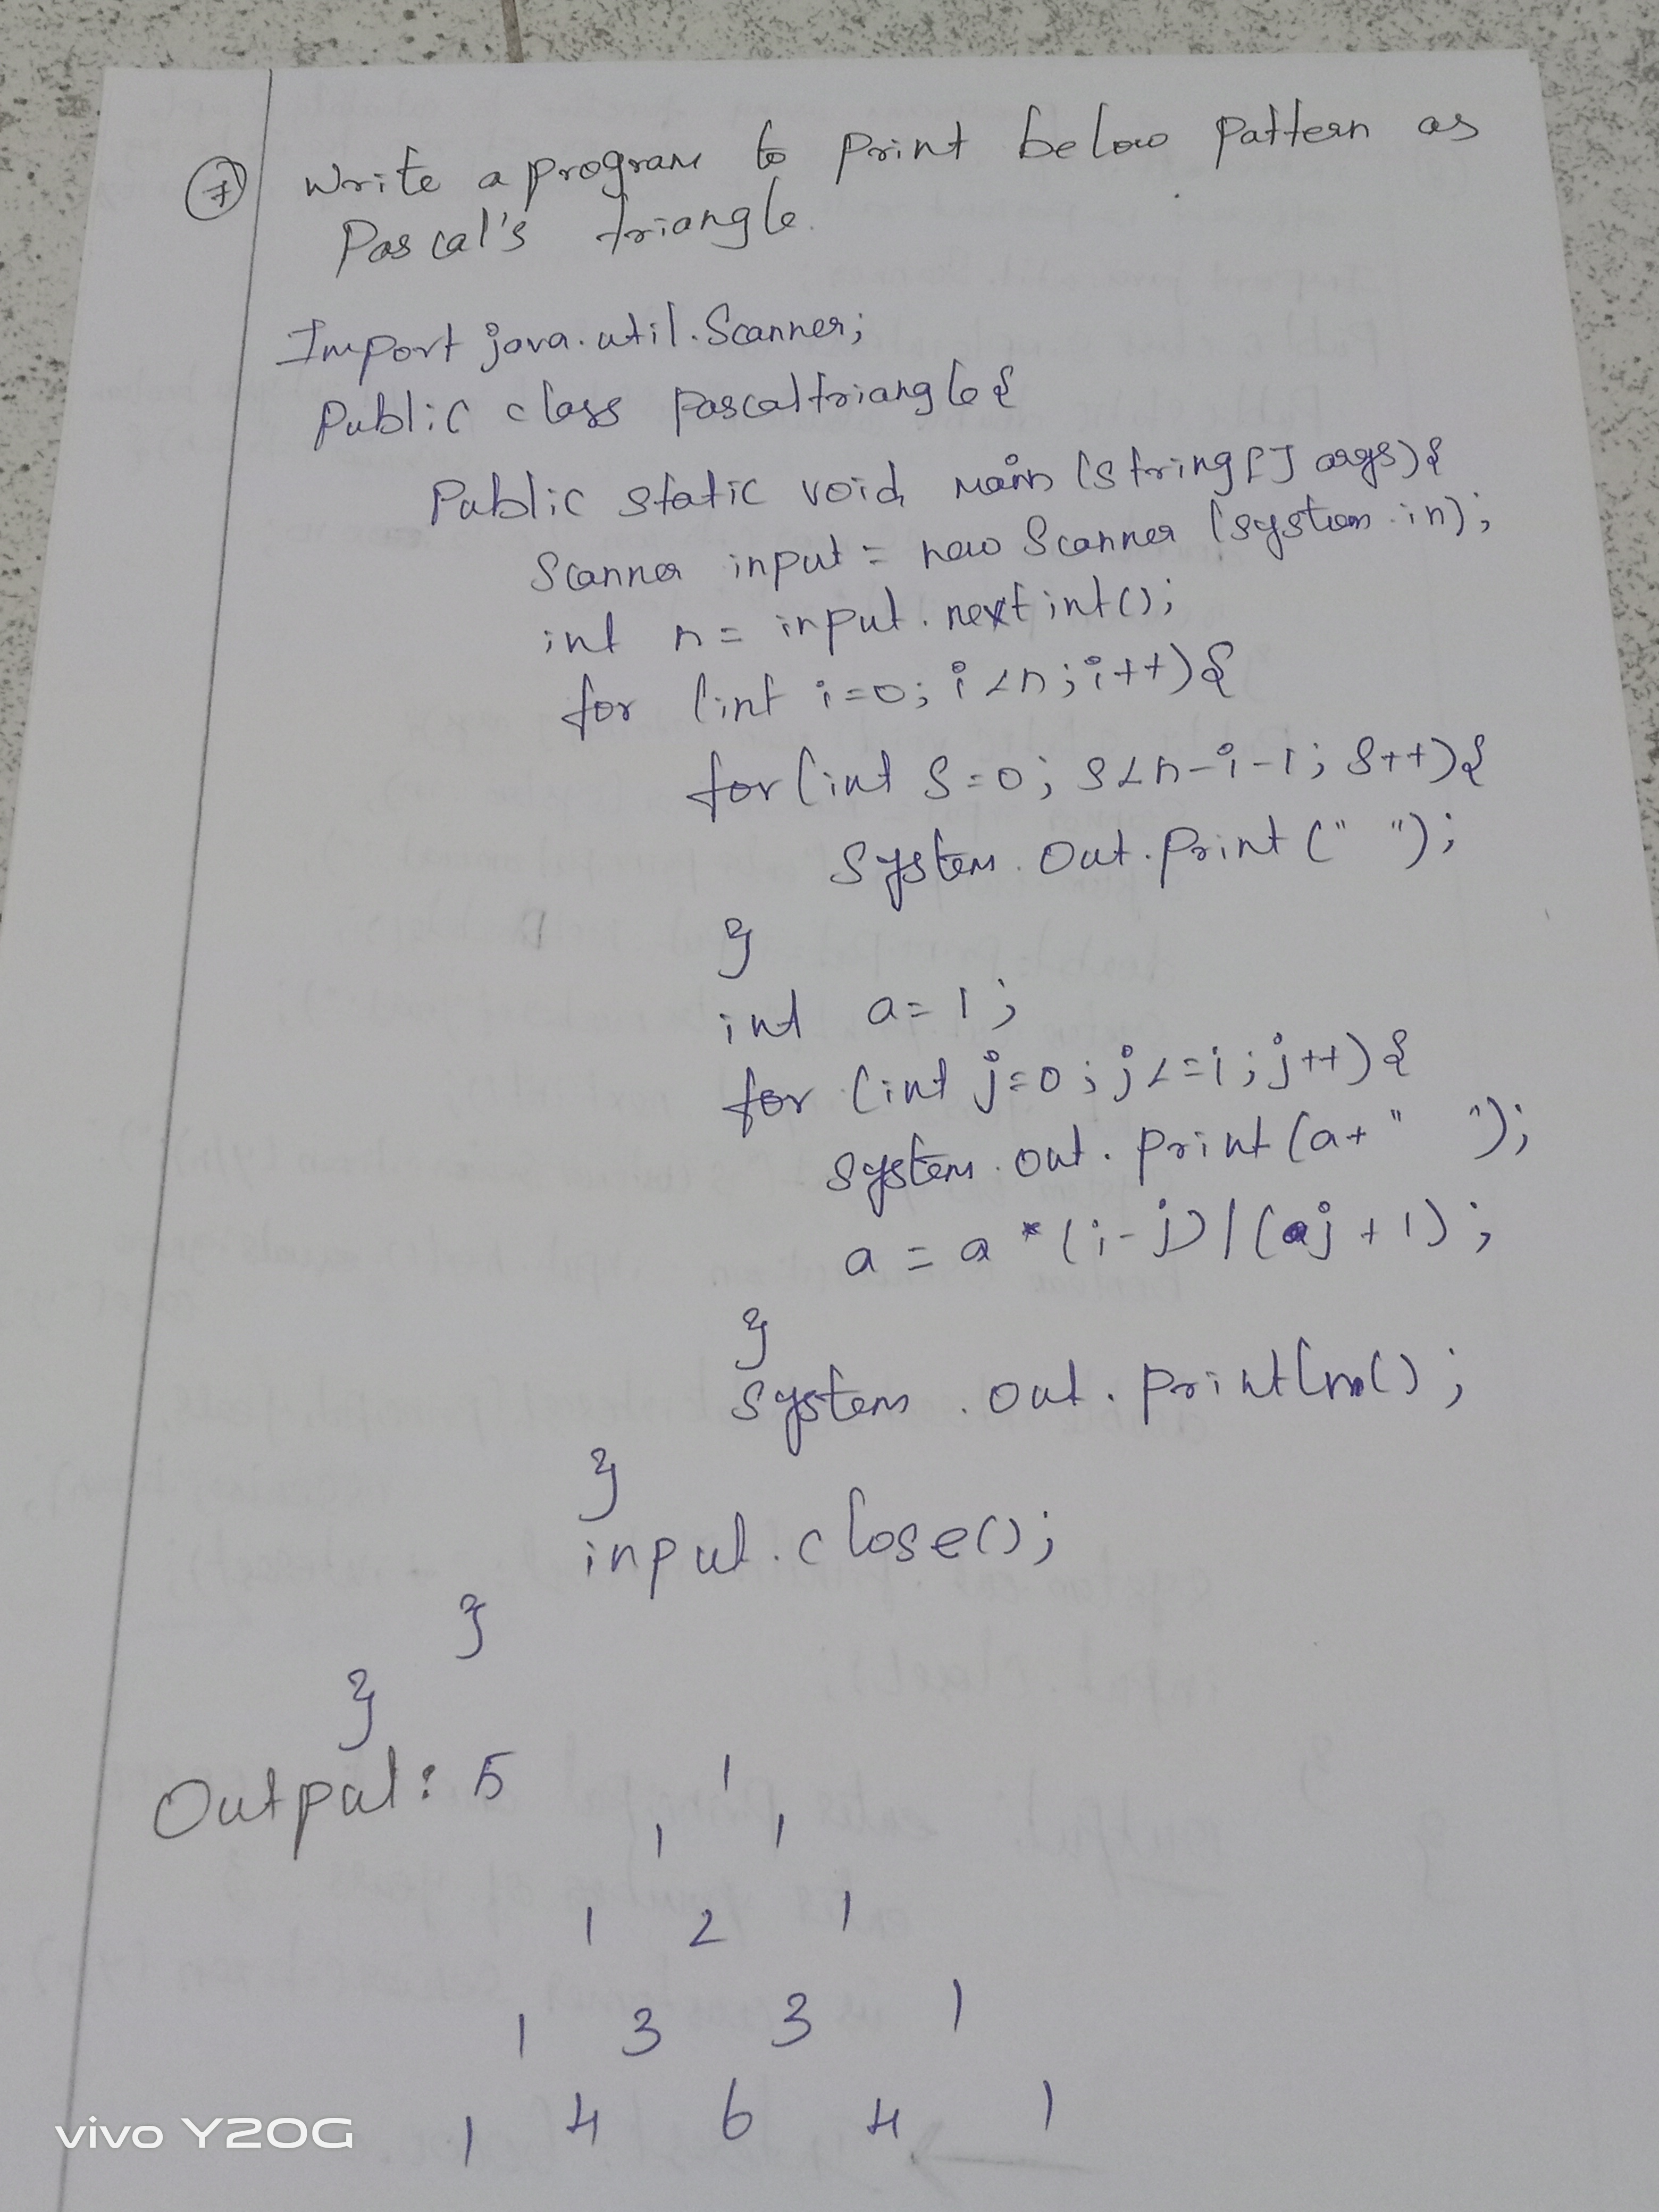 7 Write a program to print below pattern as
Pascal's triangle.
Import java.util.Scanner;
Public class pascaltriangle{
Public static void main (string[] args){
Scanner input = new Scanner (system.in);
int n = input.next int();
for (int i=0; i<n; i++){
for(int s=0; s<n-i-1; s++){
System.out.print(" ");
}
int a=1;
for (int j=0; j<=i; j++){
System.out.print(a+" ");
a = a*(i-j)/(j+1);
}
System.out.println();
}
input.close();
}
}
Output: 5
1
1 1
1 2 1
1 3 3 1
1 4 6 4 1
vivo Y20G